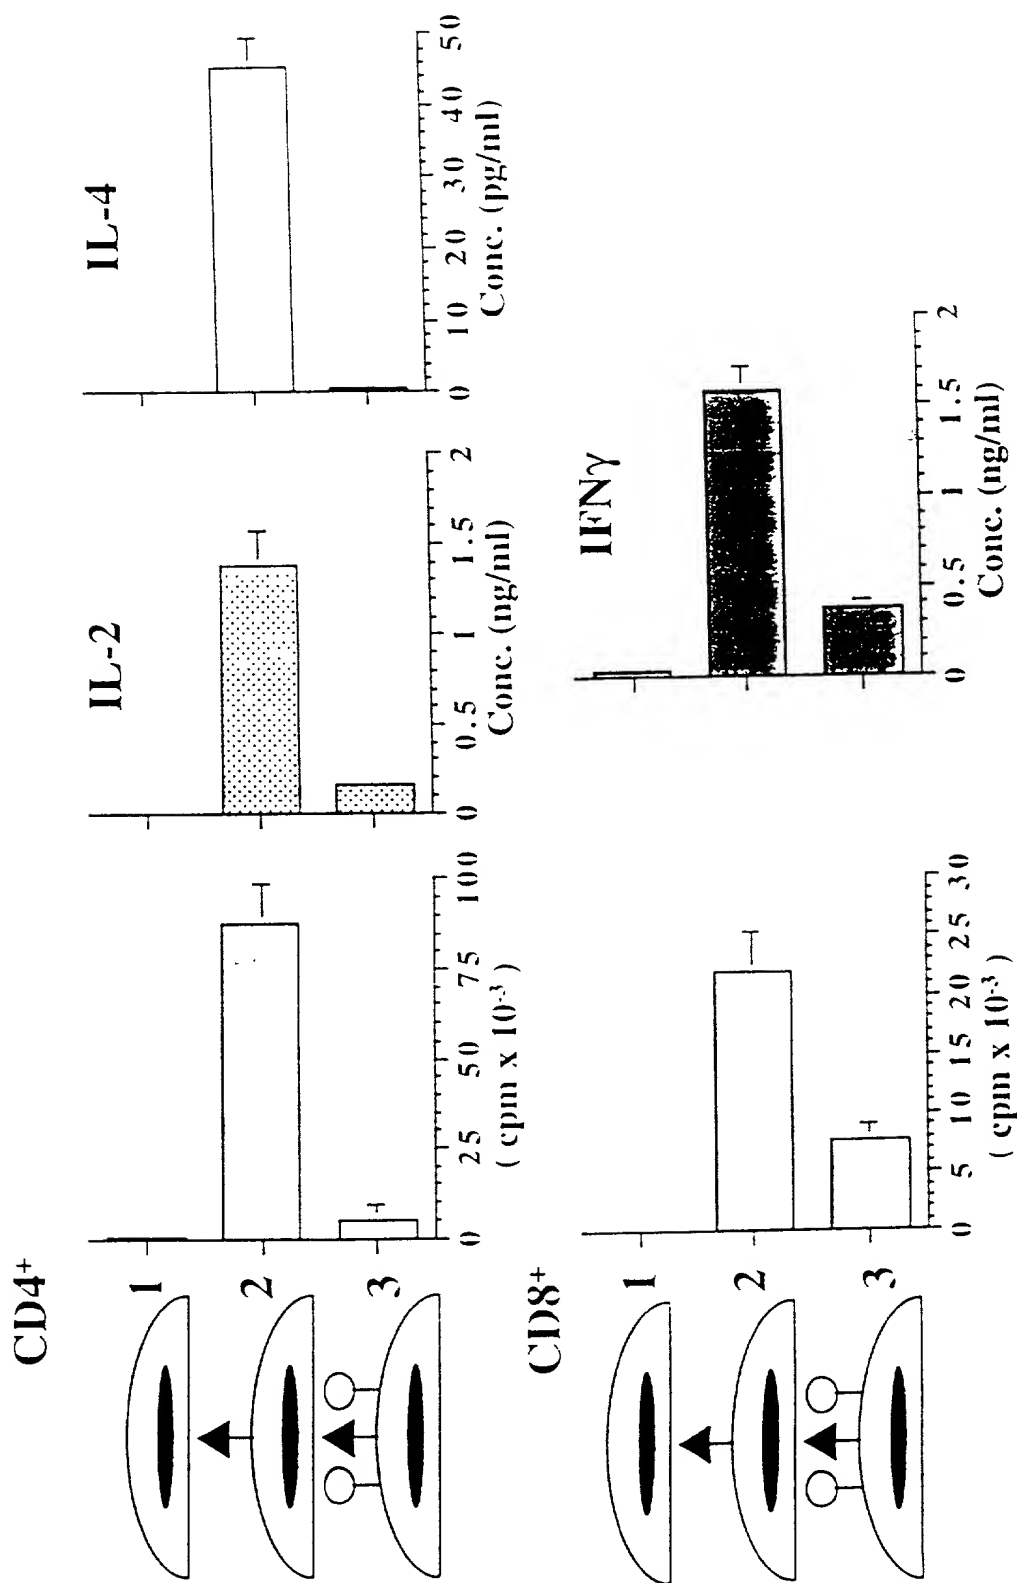 CD4+
1
2
3
0 25 50 75 100
( cpm x 10-3 )
IL-2
0 0.5 1 1.5 2
Conc. (ng/ml)
IL-4
0 10 20 30 40 50
Conc. (pg/ml)
CD8+
1
2
3
0 5 10 15 20 25 30
( cpm x 10-3 )
IFNγ
0 0.5 1 1.5 2
Conc. (ng/ml)